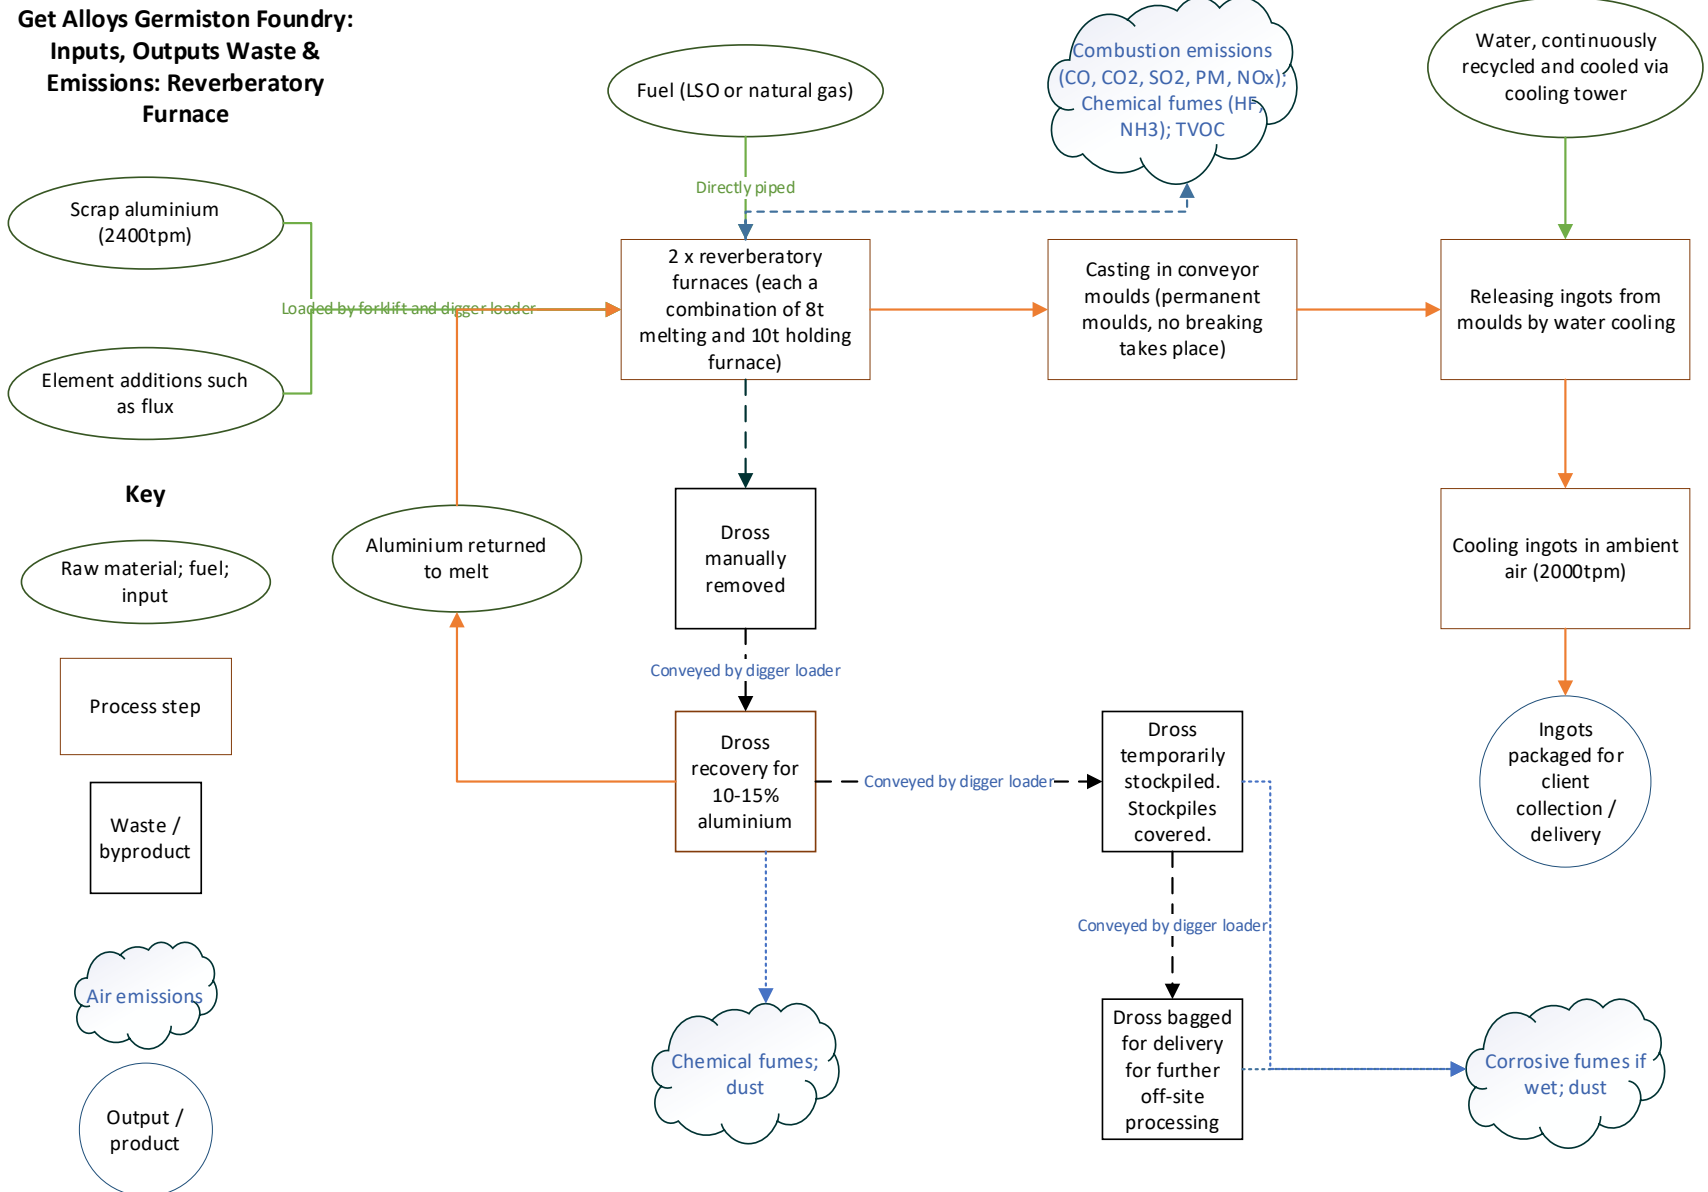 Get Alloys Germiston Foundry:
Inputs, Outputs Waste &
Emissions: Reverberatory
Furnace
Fuel (LSO or natural gas)
Combustion emissions
(CO, CO2, SO2, PM, NOx);
Chemical fumes (HF,
NH3); TVOC
Water, continuously
recycled and cooled via
cooling tower
Directly piped
Scrap aluminium
(2400tpm)
Loaded by forklift and digger loader
Element additions such
as flux
2 x reverberatory
furnaces (each a
combination of 8t
melting and 10t holding
furnace)
Casting in conveyor
moulds (permanent
moulds, no breaking
takes place)
Releasing ingots from
moulds by water cooling
Key
Raw material; fuel;
input
Process step
Waste /
byproduct
Air emissions
Output /
product
Aluminium returned
to melt
Dross
manually
removed
Cooling ingots in ambient
air (2000tpm)
Conveyed by digger loader
Dross
recovery for
10-15%
aluminium
Conveyed by digger loader
Dross
temporarily
stockpiled.
Stockpiles
covered.
Ingots
packaged for
client
collection /
delivery
Conveyed by digger loader
Chemical fumes;
dust
Dross bagged
for delivery
for further
off-site
processing
Corrosive fumes if
wet; dust